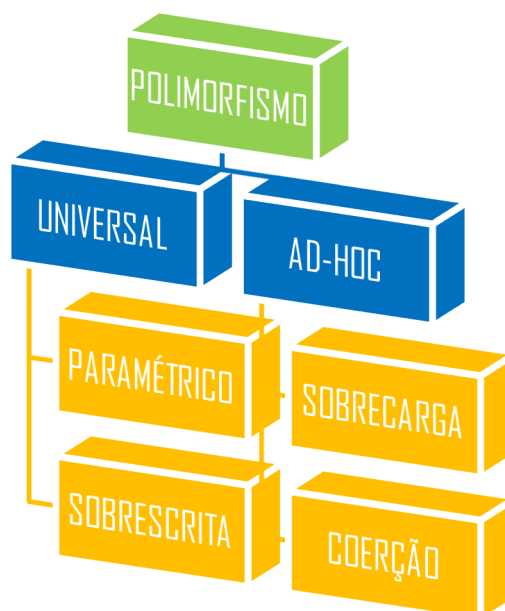 POLIMORFISMO
UNIVERSAL
AD-HOC
PARAMÉTRICO
SOBRECARGA
SOBRESCRITA
COERÇÃO